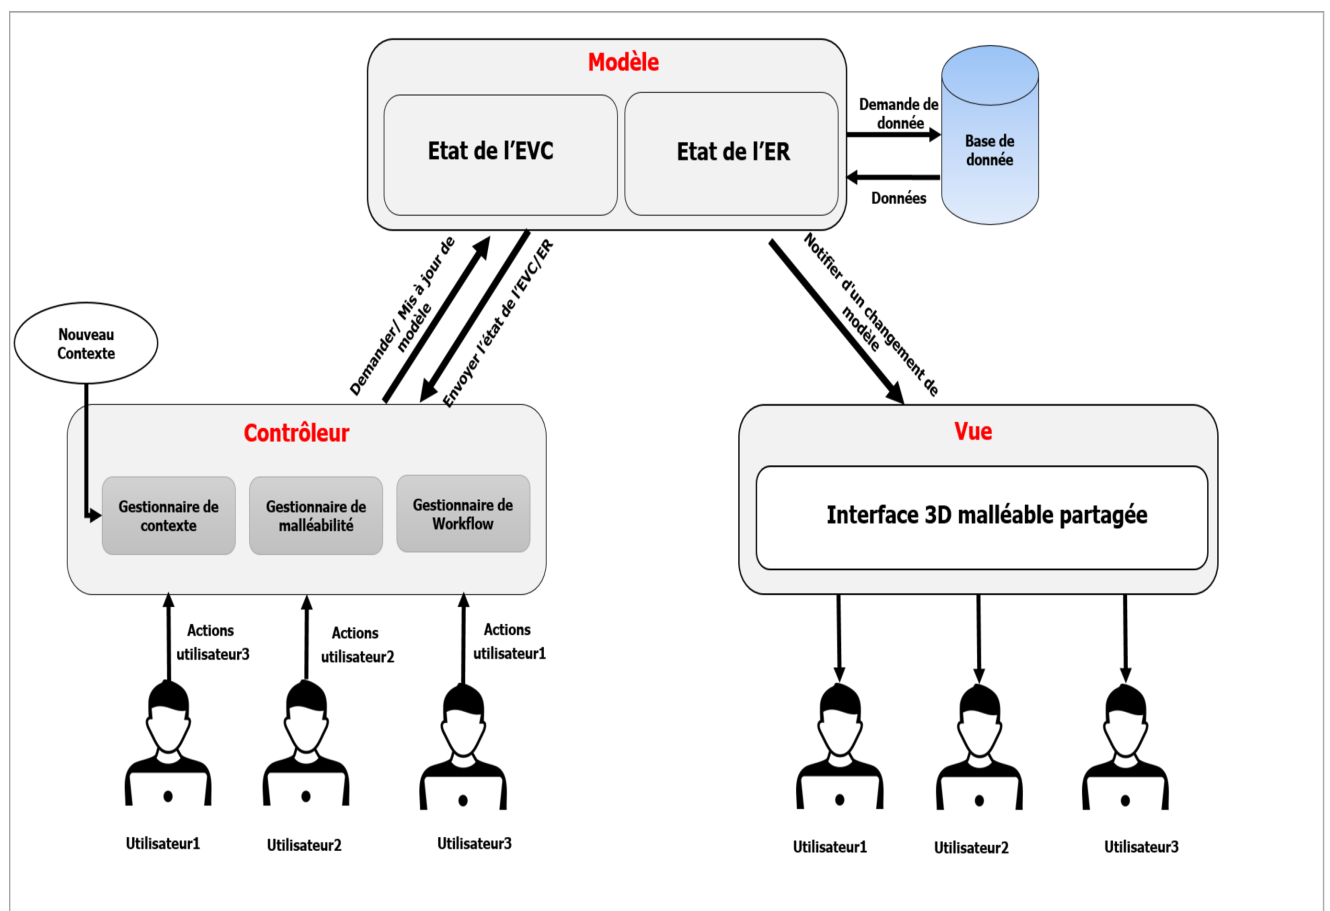 Modèle
Etat de l'EVC
Etat de l'ER
Demande de
donnée
Données
Base de
donnée
Demander/ Mis à jour de
modèle
Envoyer l'état de l'EVC/ER
Notifier d'un changement de
modèle
Nouveau
Contexte
Contrôleur
Gestionnaire de
contexte
Gestionnaire de
malléabilité
Gestionnaire de
Workflow
Vue
Interface 3D malléable partagée
Actions
utilisateur3
Actions
utilisateur2
Actions
utilisateur1
Utilisateur1
Utilisateur2
Utilisateur3
Utilisateur1
Utilisateur2
Utilisateur3